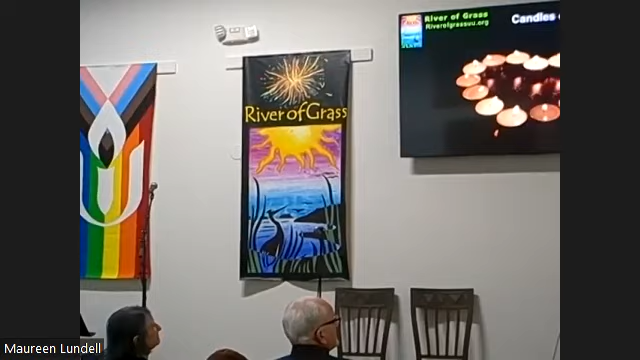 River of Grass
Riverofgrassuu.org
Candles
River of Grass
Maureen Lundell